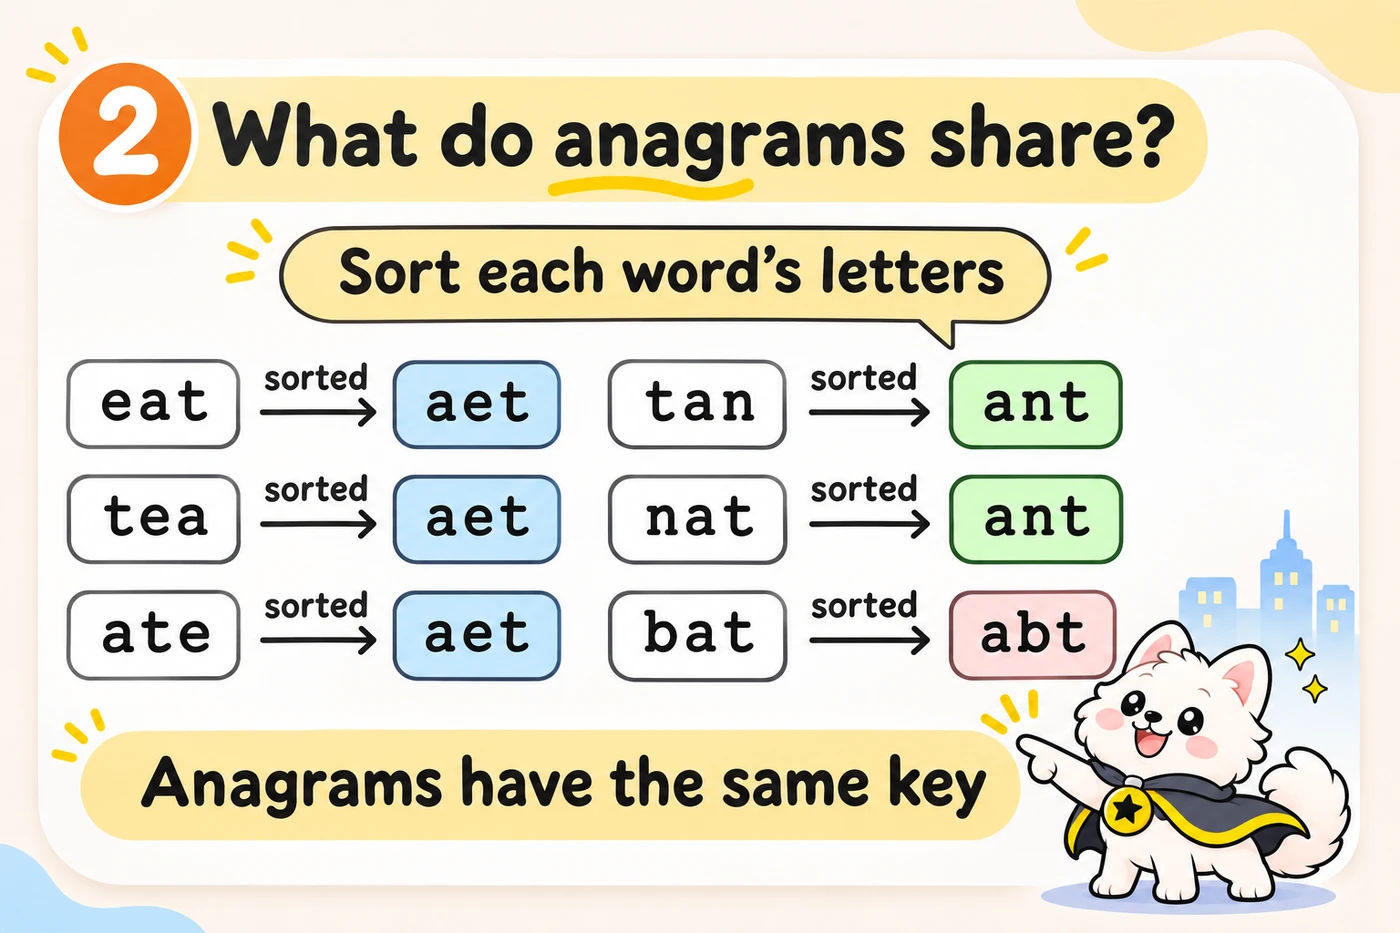 2 What do anagrams share?
Sort each word's letters
eat sorted aet tan sorted ant
tea sorted aet nat sorted ant
ate sorted aet bat sorted abt
Anagrams have the same key